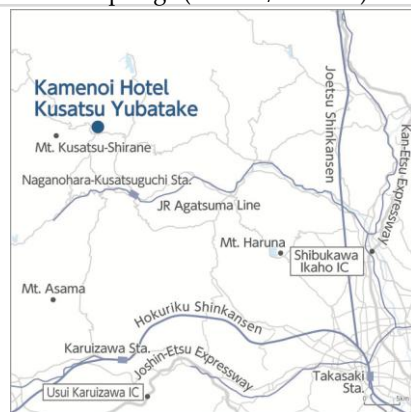 Kamenoi Hotel
Kusatsu Yubatake
Mt. Kusatsu-Shirane
Naganohara-Kusatsuguchi Sta.
JR Agatsuma Line
Joetsu Shinkansen
Kan-Etsu Expressway
Mt. Haruna
Shibukawa
Ikaho IC
Mt. Asama
Hokuriku Shinkansen
Karuizawa Sta.
Joshin-Etsu Expressway
Usui Karuizawa IC
Takasaki
Sta.